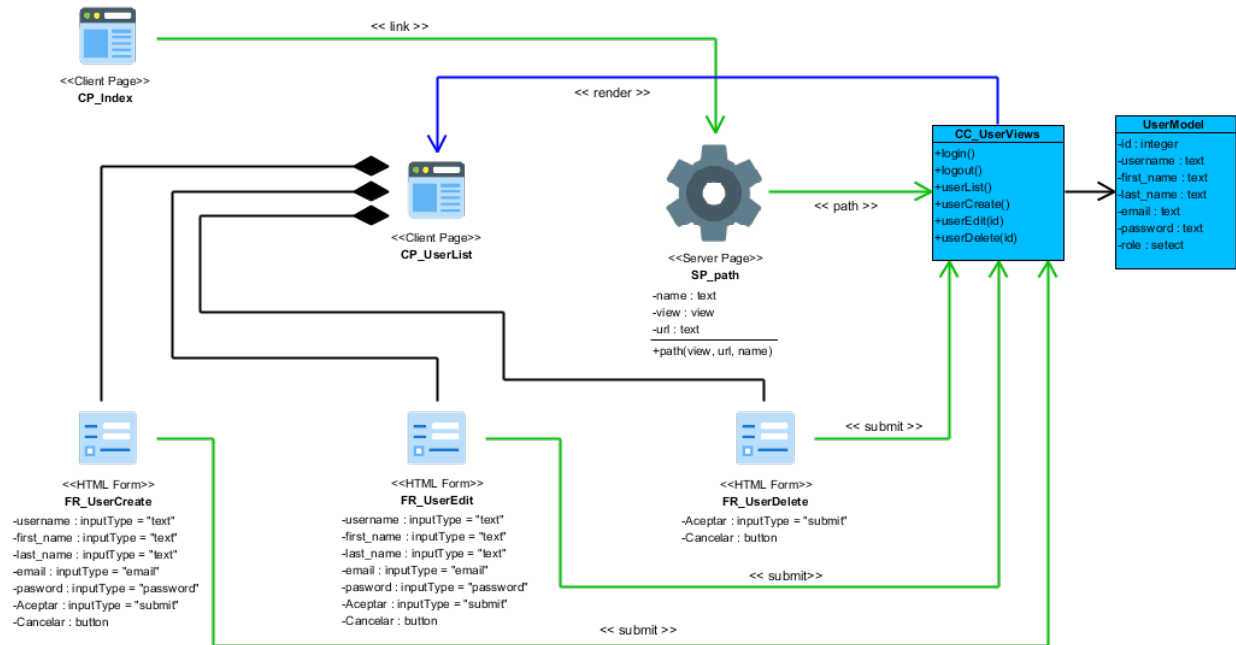 << link >>
<<Client Page>>
CP_Index
<< render >>
<<Client Page>>
CP_UserList
<<Server Page>>
SP_path
-name : text
-view : view
-url : text
+path(view, url, name)
<< path >>
CC_UserViews
+login()
+logout()
+userList()
+userCreate()
+userEdit(id)
+userDelete(id)
UserModel
-id : integer
-username : text
-first_name : text
-last_name : text
-email : text
-password : text
-role : setect
<<HTML Form>>
FR_UserCreate
-username : inputType = "text"
-first_name : inputType = "text"
-last_name : inputType = "text"
-email : inputType = "email"
-pasword : inputType = "password"
-Aceptar : inputType = "submit"
-Cancelar : button
<<HTML Form>>
FR_UserEdit
-username : inputType = "text"
-first_name : inputType = "text"
-last_name : inputType = "text"
-email : inputType = "email"
-pasword : inputType = "password"
-Aceptar : inputType = "submit"
-Cancelar : button
<<HTML Form>>
FR_UserDelete
-Aceptar : inputType = "submit"
-Cancelar : button
<< submit >>
<< submit>>
<< submit >>